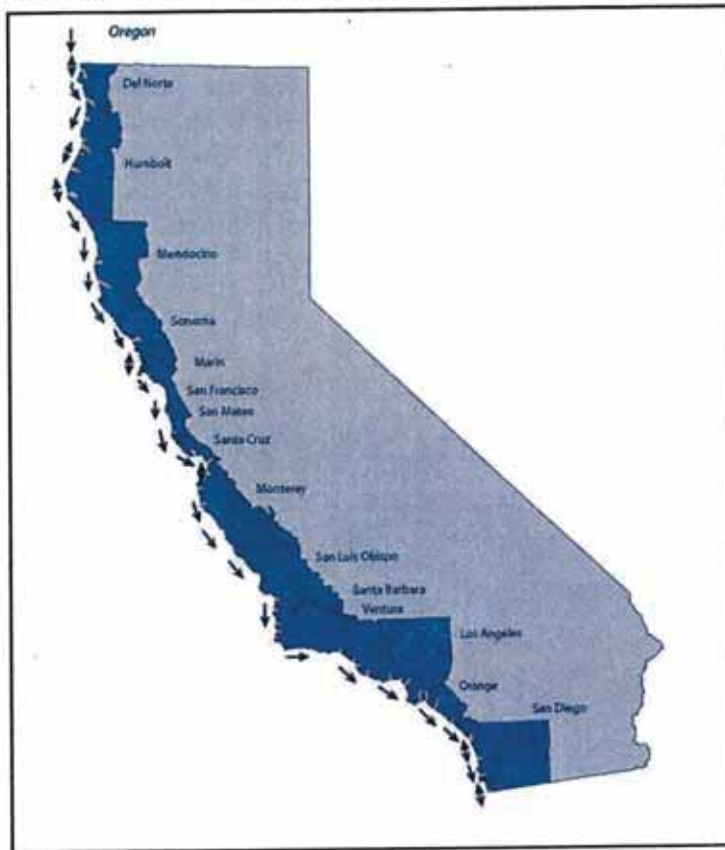 Oregon
Del Norte
Humbolt
Mendocino
Sonoma
Marin
San Francisco
San Mateo
Santa Cruz
Monterey
San Luis Obispo
Santa Barbara
Ventura
Los Angeles
Orange
San Diego